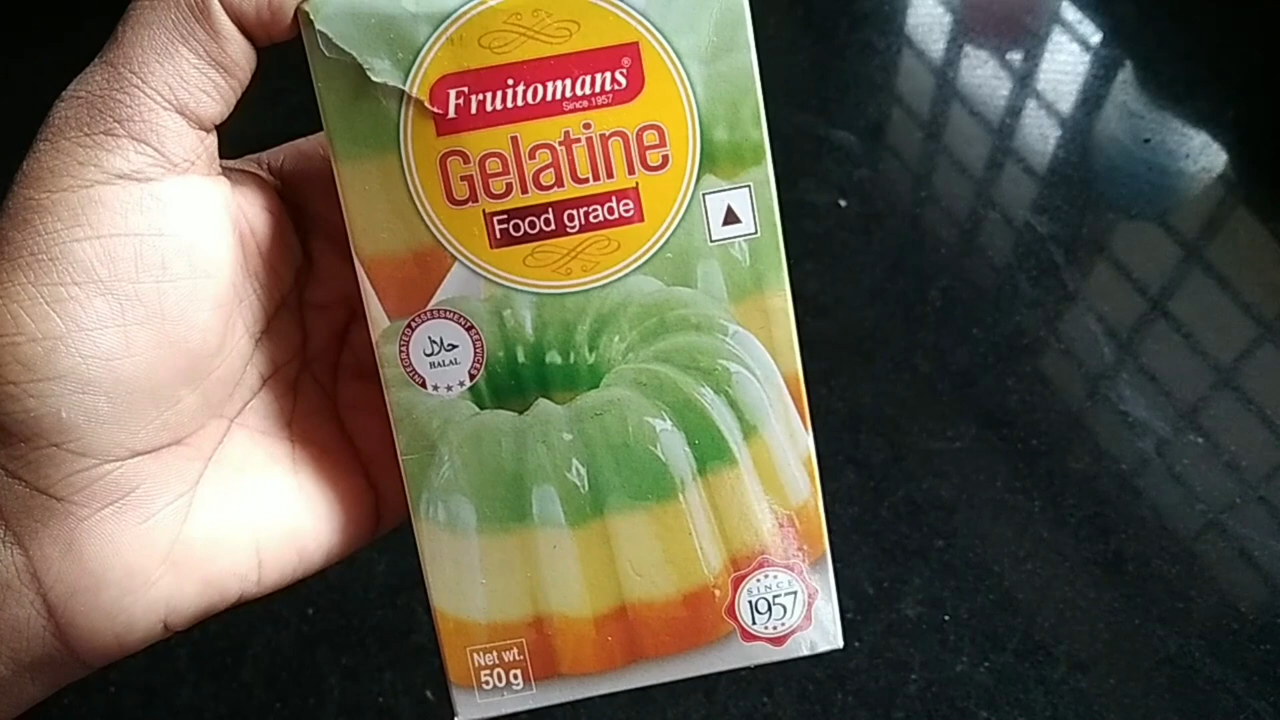 Fruitomans®
Since 1957
Gelatine
Food grade
INTEGRATED ASSESSMENT SERVICES
حلال
HALAL
SINCE
1957
Net wt.
50g